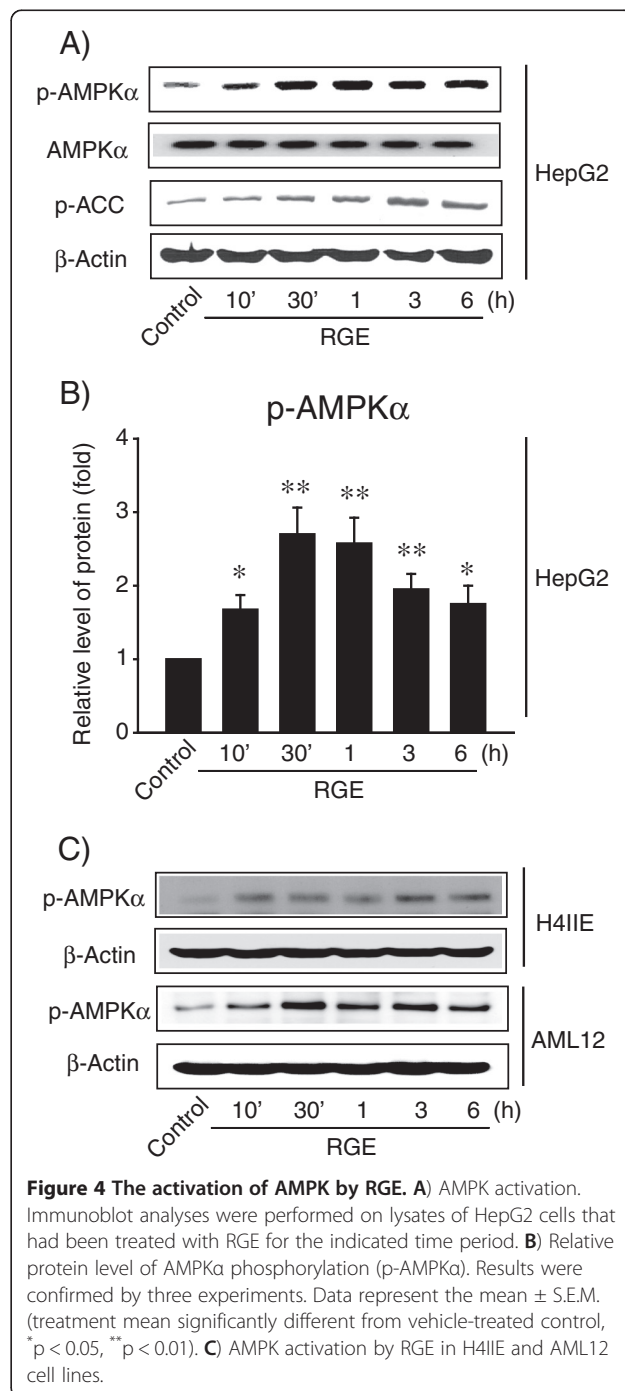 A)
p-AMPKα
AMPKα
p-ACC
β-Actin
HepG2
Control 10’ 30’ 1 3 6 (h)
RGE
B)
p-AMPKα
Relative level of protein (fold)
4
3
2
1
0
* ** ** ** *
HepG2
Control 10’ 30’ 1 3 6 (h)
RGE
C)
p-AMPKα
β-Actin
H4IIE
p-AMPKα
β-Actin
AML12
Control 10’ 30’ 1 3 6 (h)
RGE
Figure 4 The activation of AMPK by RGE. A) AMPK activation.
Immunoblot analyses were performed on lysates of HepG2 cells that
had been treated with RGE for the indicated time period. B) Relative
protein level of AMPKα phosphorylation (p-AMPKα). Results were
confirmed by three experiments. Data represent the mean ± S.E.M.
(treatment mean significantly different from vehicle-treated control,
*p < 0.05, **p < 0.01). C) AMPK activation by RGE in H4IIE and AML12
cell lines.